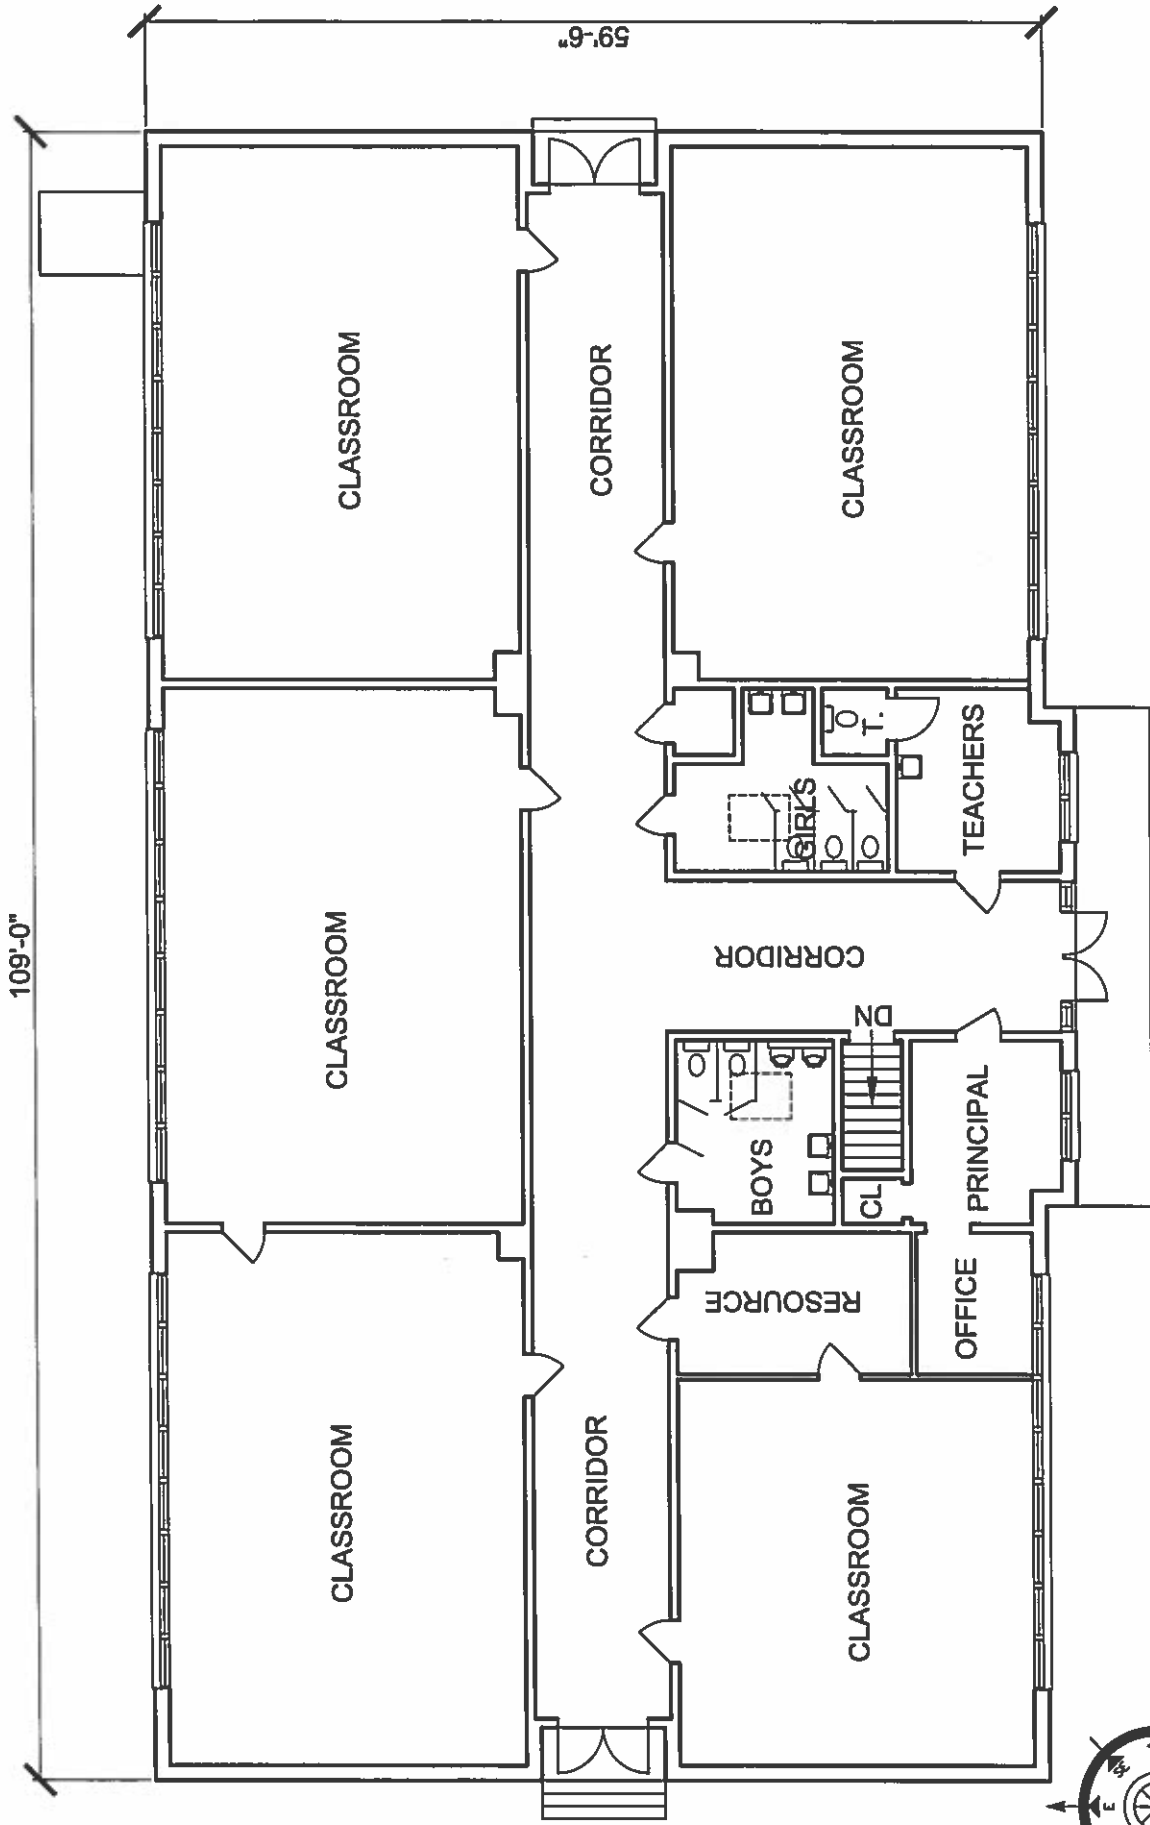 59'-6"
109'-0"
CLASSROOM
CLASSROOM
CLASSROOM
CORRIDOR
CORRIDOR
CORRIDOR
CLASSROOM
CLASSROOM
GIRLS
T.
TEACHERS
DN
BOYS
CL
PRINCIPAL
RESOURCE
OFFICE
E
SE